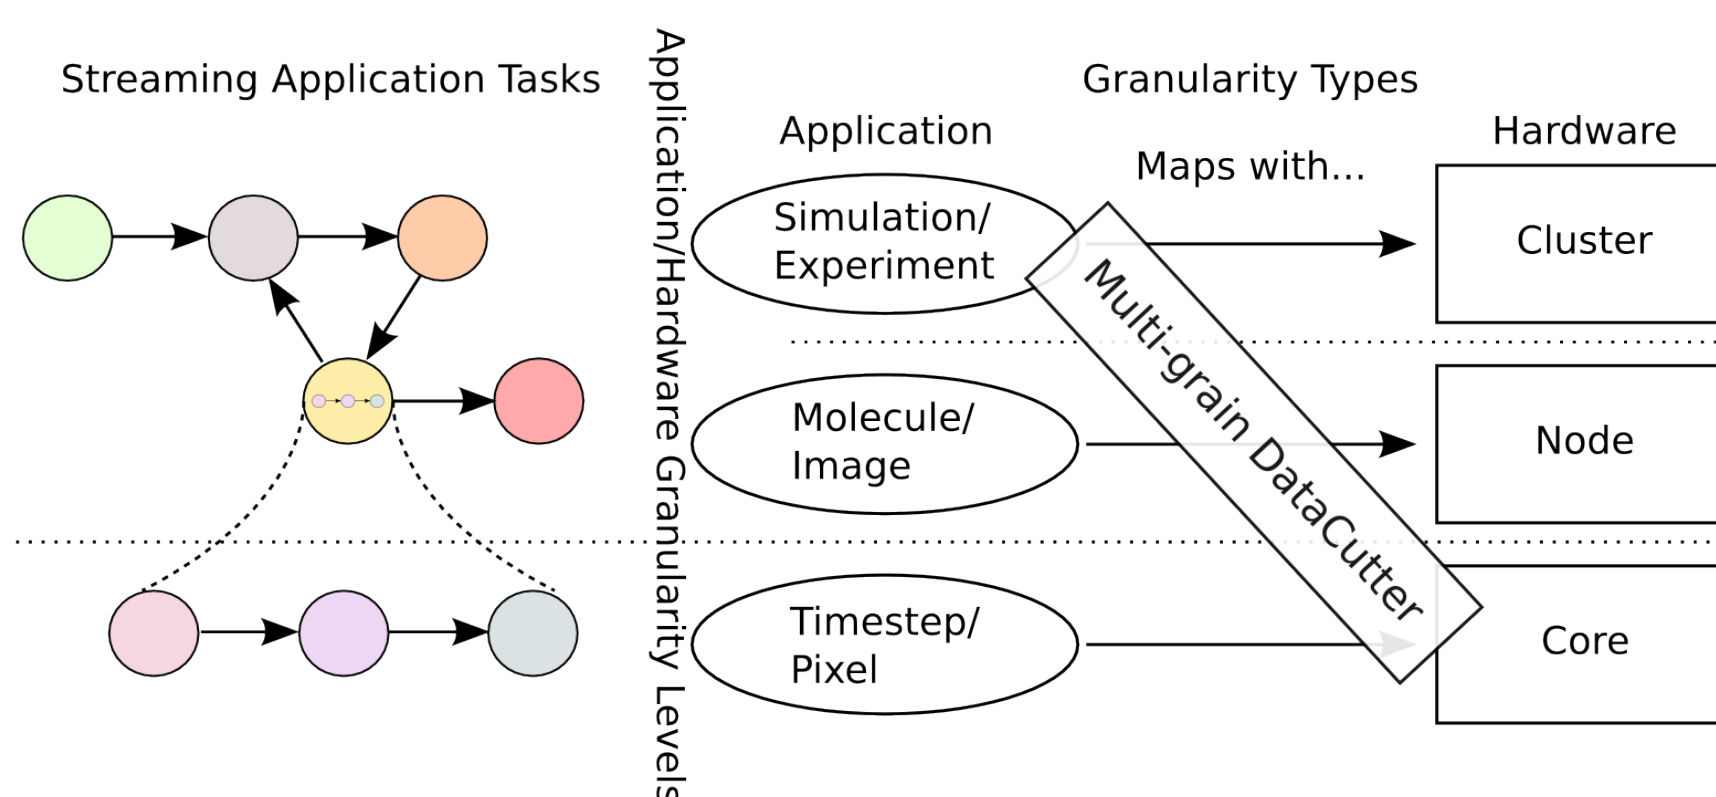 Streaming Application Tasks
Application/Hardware Granularity Levels
Granularity Types
Application
Maps with...
Hardware
Simulation/
Experiment
Cluster
Multi-grain DataCutter
Molecule/
Image
Node
Timestep/
Pixel
Core